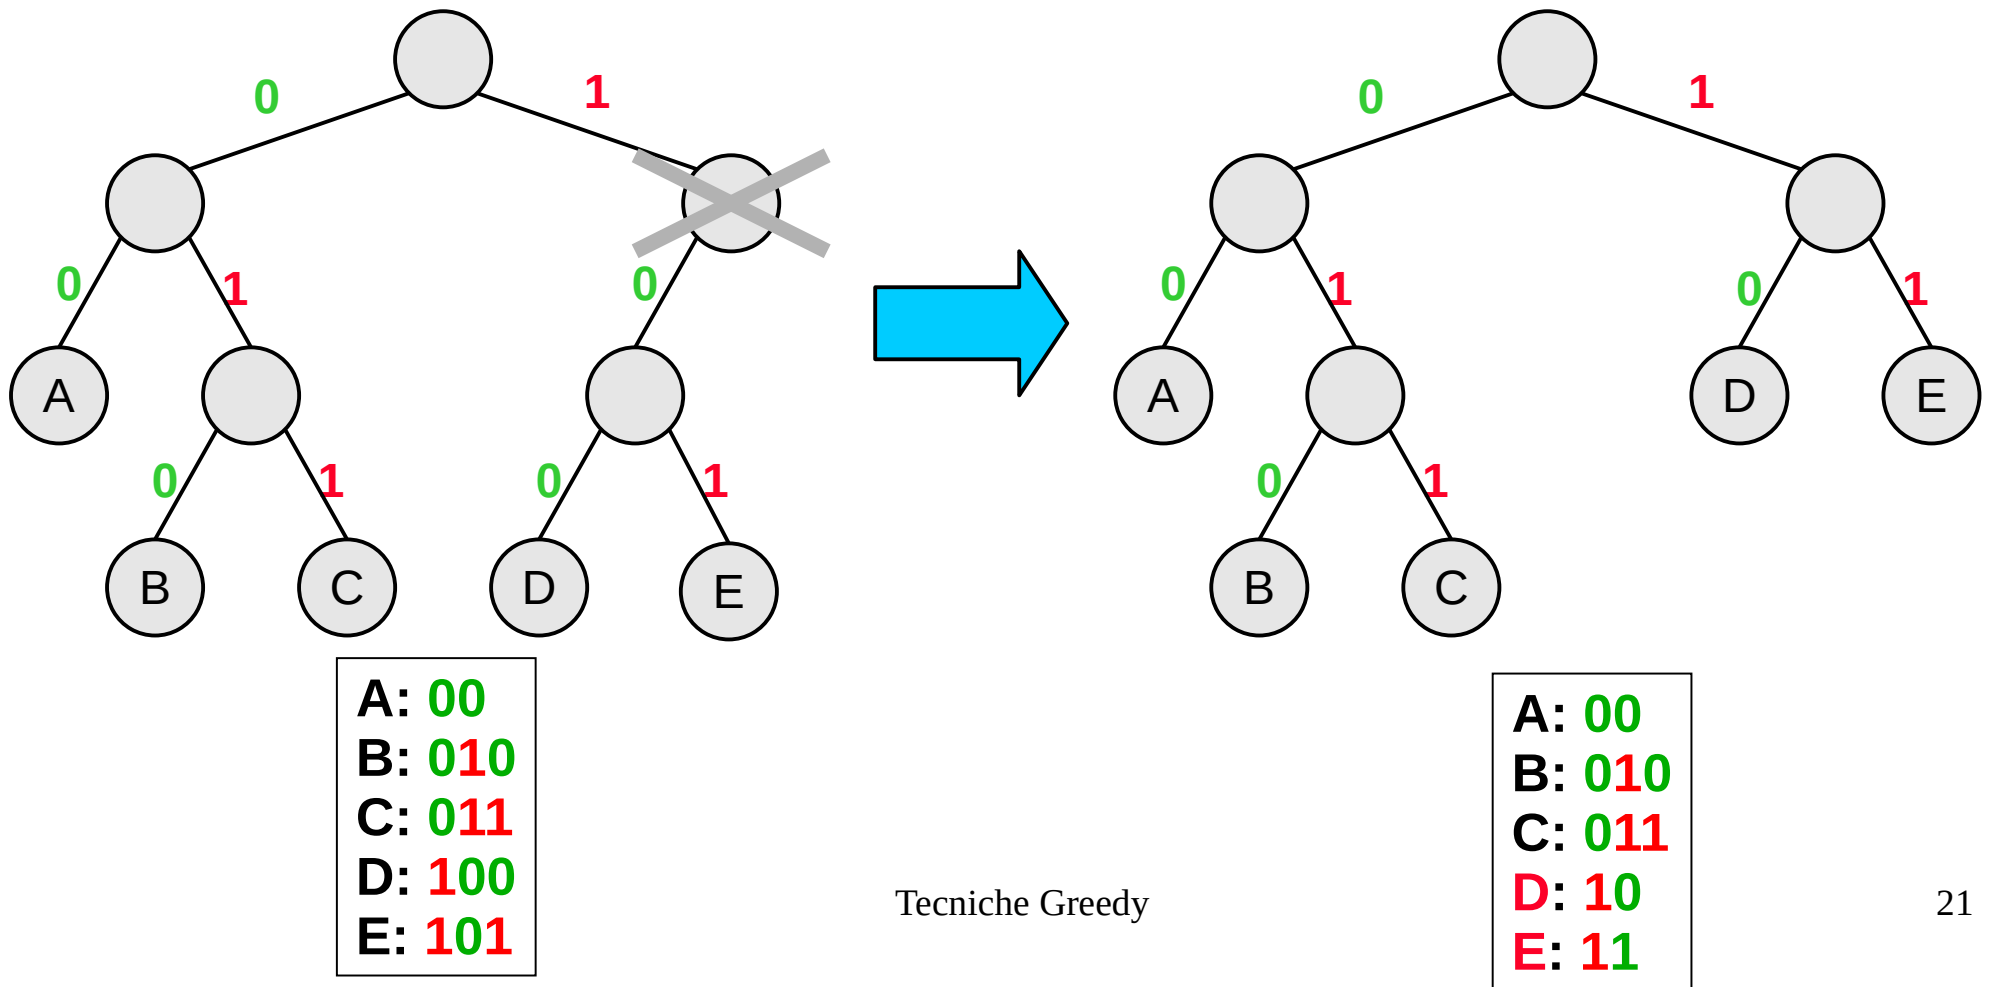 0 1 0 1
0 1 0 0 1 0 1
A D E
A
0 1 0 1 0 1
B C D E B C
A: 00
B: 010
C: 011
D: 100
E: 101
A: 00
B: 010
C: 011
D: 10
E: 11
Tecniche Greedy
21